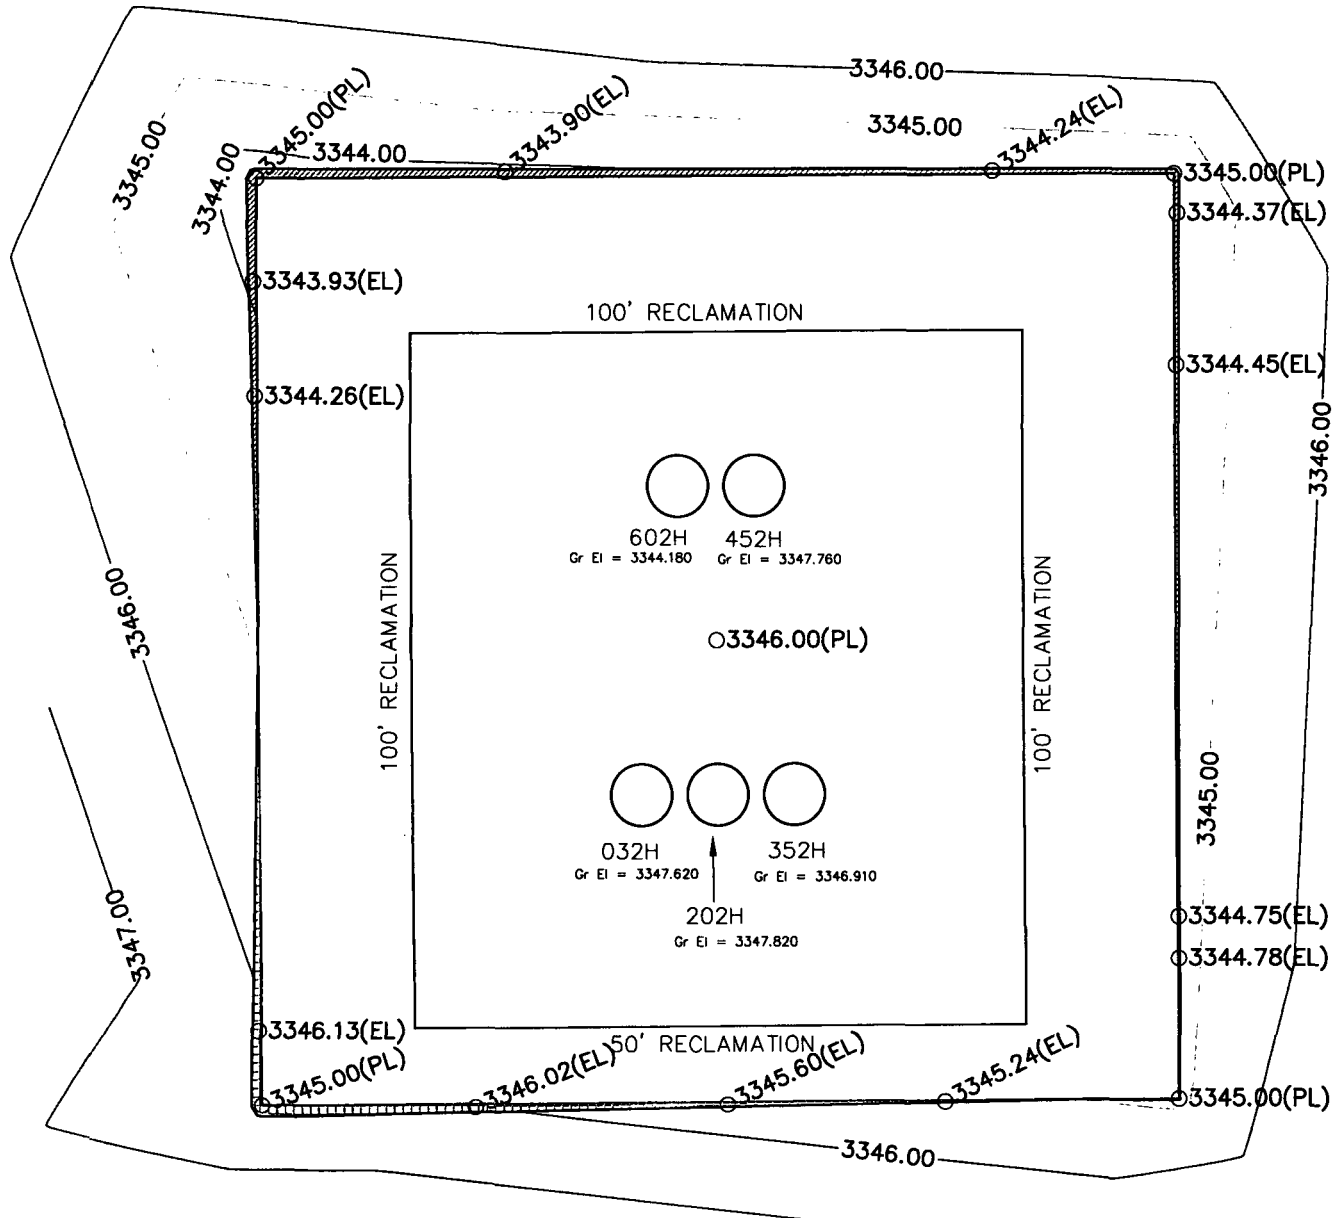 3346.00
3345.00
3345.00(PL)
3343.90(EL)
3344.24(EL)
3344.00
3345.00
3344.00
3345.00(PL)
3344.37(EL)
3343.93(EL)
100' RECLAMATION
3344.45(EL)
3344.26(EL)
3346.00
602H
Gr El = 3344.180
452H
Gr El = 3347.760
3346.00
100' RECLAMATION
3346.00(PL)
100' RECLAMATION
3345.00
032H
Gr El = 3347.620
352H
Gr El = 3346.910
202H
Gr El = 3347.820
3347.00
3344.75(EL)
3344.78(EL)
3346.13(EL)
50' RECLAMATION
3345.00(PL)
3346.02(EL)
3345.60(EL)
3345.24(EL)
3345.00(PL)
3346.00